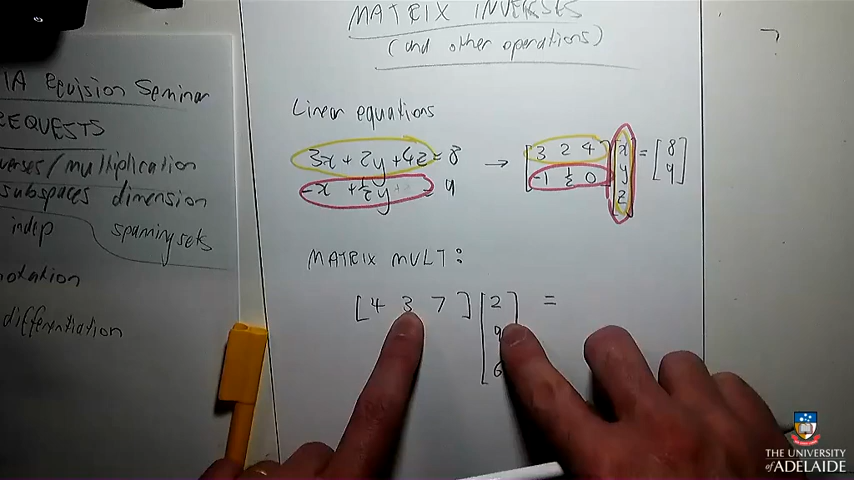 MATRIX INVERSES
(and other operations)
IA Revision Seminar
REQUESTS
verses/multiplication
subspaces dimension
indep spanning sets
notation
differentiation
Linear equations
3x + 2y + 4z = 8 → [3 2 4] [x] = [8]
-x + ½y = 9 [-1 ½ 0] [y] [9]
[z]
MATRIX MULT:
[4 3 7] [2] =
9
6
THE UNIVERSITY
of ADELAIDE